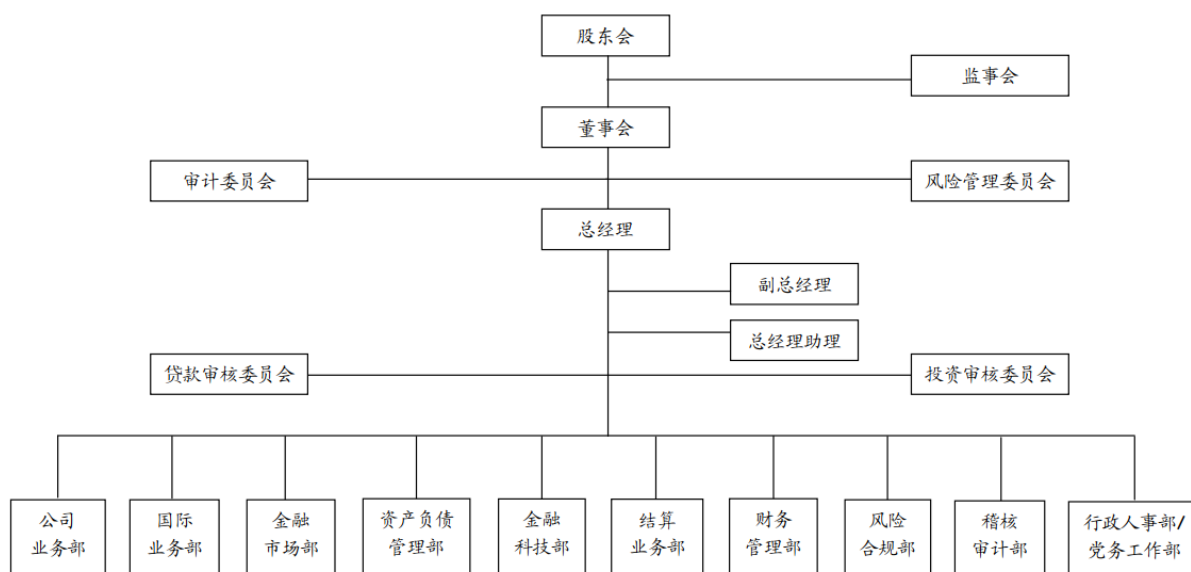 股东会
监事会
董事会
审计委员会
风险管理委员会
总经理
副总经理
总经理助理
贷款审核委员会
投资审核委员会
公司
业务部
国际
业务部
金融
市场部
资产负债
管理部
金融
科技部
结算
业务部
财务
管理部
风险
合规部
稽核
审计部
行政人事部/
党务工作部